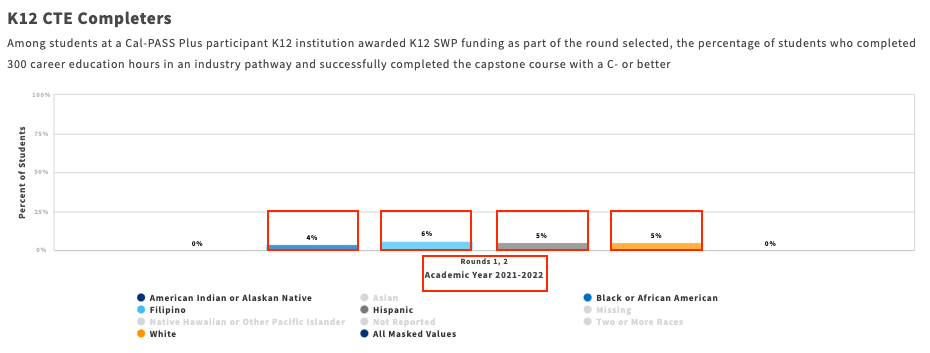 K12 CTE Completers
Among students at a Cal-PASS Plus participant K12 institution awarded K12 SWP funding as part of the round selected, the percentage of students who completed
300 career education hours in an industry pathway and successfully completed the capstone course with a C- or better
100%
75%
50%
25%
0%
Percent of Students
0%
4%
6%
5%
5%
0%
Rounds 1, 2
Academic Year 2021-2022
American Indian or Alaskan Native
Asian
Black or African American
Filipino
Hispanic
Missing
Native Hawaiian or Other Pacific Islander
Not Reported
Two or More Races
White
All Masked Values